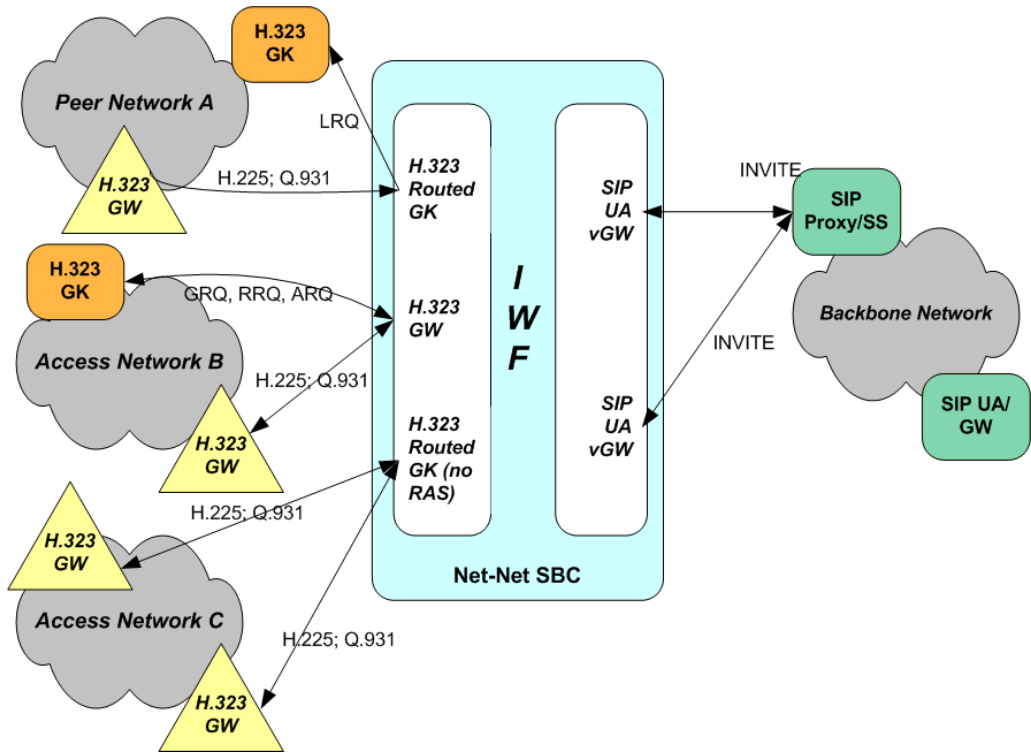 H.323
GK
Peer Network A
LRQ
H.323
GW
H.225; Q.931
H.323
Routed
GK
H.323
GK
GRQ, RRQ, ARQ
H.323
GW
Access Network B
H.225; Q.931
H.323
GW
H.323
Routed
GK (no
RAS)
H.323
GW
H.225; Q.931
Access Network C
H.225; Q.931
H.323
GW
I
W
F
SIP
UA
vGW
SIP
UA
vGW
Net-Net SBC
INVITE
SIP
Proxy/SS
INVITE
Backbone Network
SIP UA/
GW